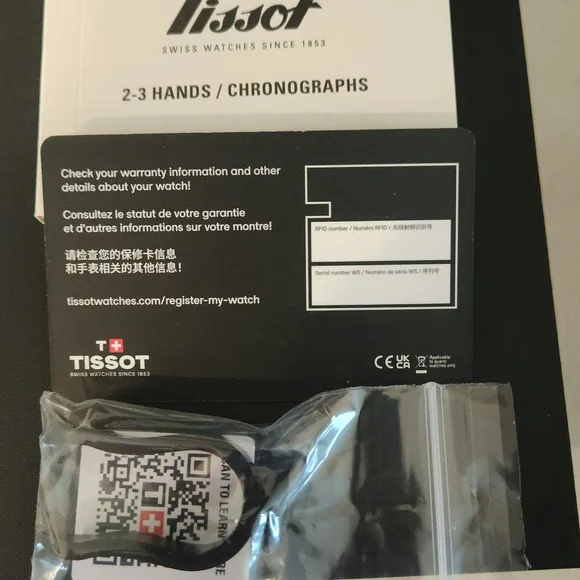 Tissot
SWISS WATCHES SINCE 1853
2-3 HANDS / CHRONOGRAPHS
Check your warranty information and other
details about your watch!
Consultez le statut de votre garantie
et d'autres informations sur votre montre!
请检查您的保修卡信息
和手表相关的其他信息!
tissotwatches.com/register-my-watch
RFID number / Numéro RFID / 无线射频识别号
Serial number WS / Numéro de série WS / 序列号
T
TISSOT
SWISS WATCHES SINCE 1853
CE UK CA
Applicable
to quartz
watches only
TO LEARN
T